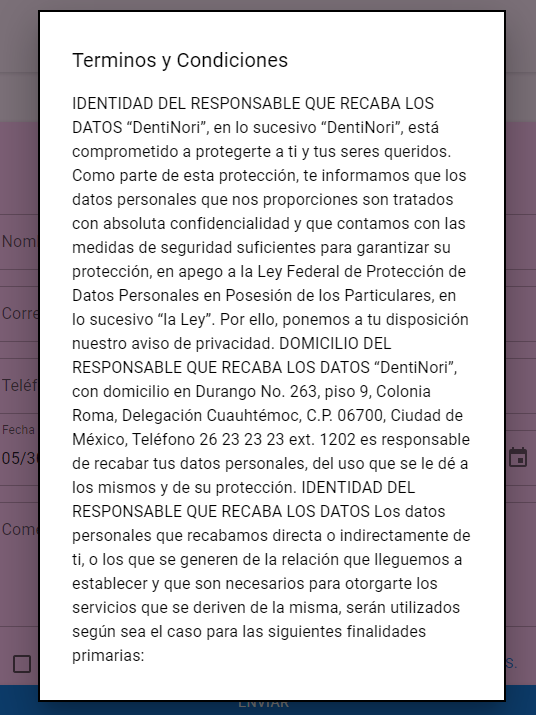 Terminos y Condiciones
IDENTIDAD DEL RESPONSABLE QUE RECABA LOS
DATOS “DentiNori”, en lo sucesivo “DentiNori”, está
comprometido a protegerte a ti y tus seres queridos.
Como parte de esta protección, te informamos que los
datos personales que nos proporciones son tratados
con absoluta confidencialidad y que contamos con las
medidas de seguridad suficientes para garantizar su
protección, en apego a la Ley Federal de Protección de
Datos Personales en Posesión de los Particulares, en
lo sucesivo “la Ley”. Por ello, ponemos a tu disposición
nuestro aviso de privacidad. DOMICILIO DEL
RESPONSABLE QUE RECABA LOS DATOS “DentiNori”,
con domicilio en Durango No. 263, piso 9, Colonia
Roma, Delegación Cuauhtémoc, C.P. 06700, Ciudad de
México, Teléfono 26 23 23 23 ext. 1202 es responsable
de recabar tus datos personales, del uso que se le dé a
los mismos y de su protección. IDENTIDAD DEL
RESPONSABLE QUE RECABA LOS DATOS Los datos
personales que recabamos directa o indirectamente de
ti, o los que se generen de la relación que lleguemos a
establecer y que son necesarios para otorgarte los
servicios que se deriven de la misma, serán utilizados
según sea el caso para las siguientes finalidades
primarias:
Nom
Corre
Teléf
Fecha
05/3
Come
s.
ENVIAR